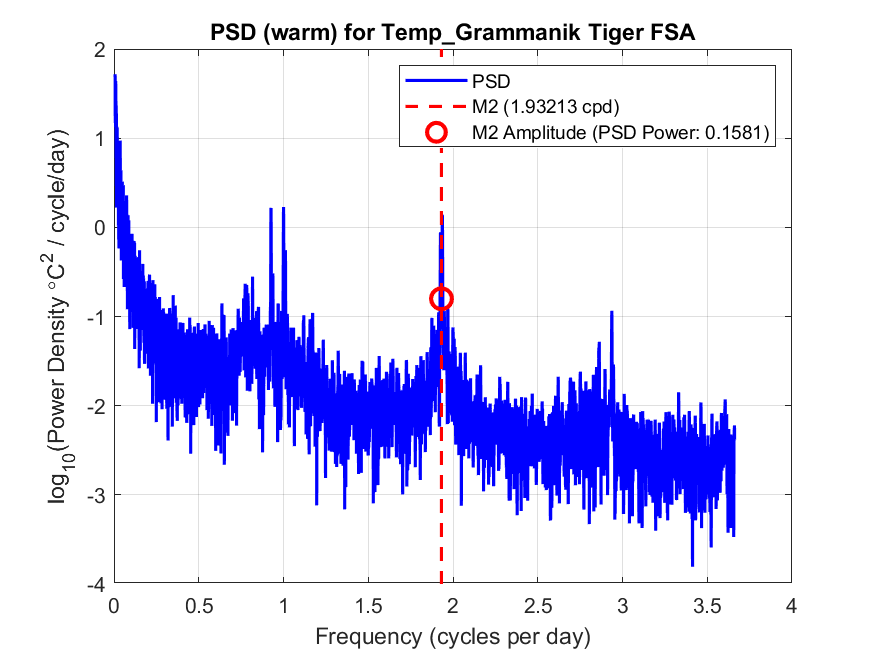 PSD (warm) for Temp_Grammanik Tiger FSA
PSD
M2 (1.93213 cpd)
M2 Amplitude (PSD Power: 0.1581)
log10(Power Density °C2 / cycle/day)
2
1
0
-1
-2
-3
-4
0 0.5 1 1.5 2 2.5 3 3.5 4
Frequency (cycles per day)